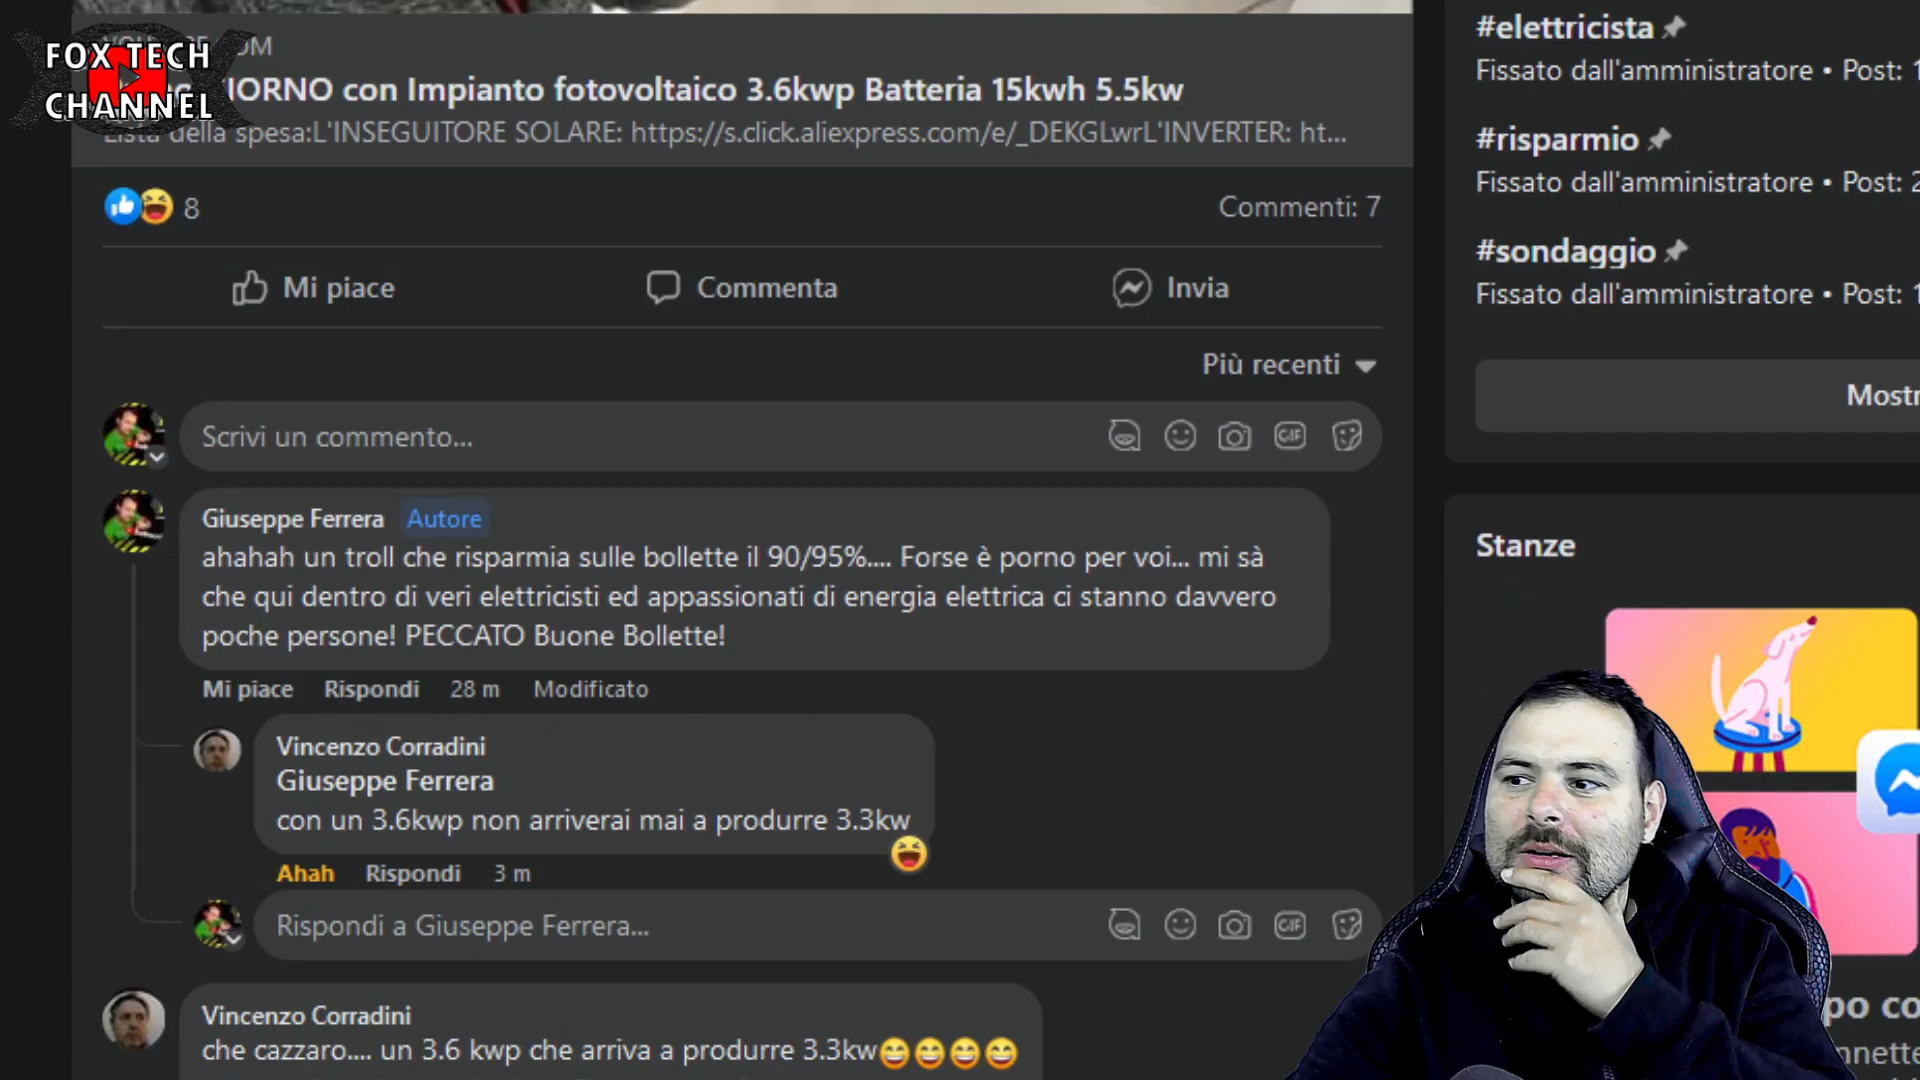 FOX TECH
CHANNEL
con Impianto fotovoltaico 3.6kwp Batteria 15kwh 5.5kw
della spesa:L'INSEGUITORE SOLARE: https://s.click.aliexpress.com/e/_DEKGLwrL'INVERTER: ht...
8
Commenti: 7
Mi piace
Commenta
Invia
Più recenti
Scrivi un commento...
Giuseppe Ferrera Autore
ahahah un troll che risparmia sulle bollette il 90/95%.... Forse è porno per voi... mi sà
che qui dentro di veri elettricisti ed appassionati di energia elettrica ci stanno davvero
poche persone! PECCATO Buone Bollette!
Mi piace Rispondi 28 m Modificato
Vincenzo Corradini
Giuseppe Ferrera
con un 3.6kwp non arriverai mai a produrre 3.3kw
Ahah Rispondi 3 m
Rispondi a Giuseppe Ferrera...
Vincenzo Corradini
che cazzaro.... un 3.6 kwp che arriva a produrre 3.3kw😄😄😄😄
#elettricista
Fissato dall'amministratore • Post: 1
#risparmio
Fissato dall'amministratore • Post: 2
#sondaggio
Fissato dall'amministratore • Post: 1
Stanze